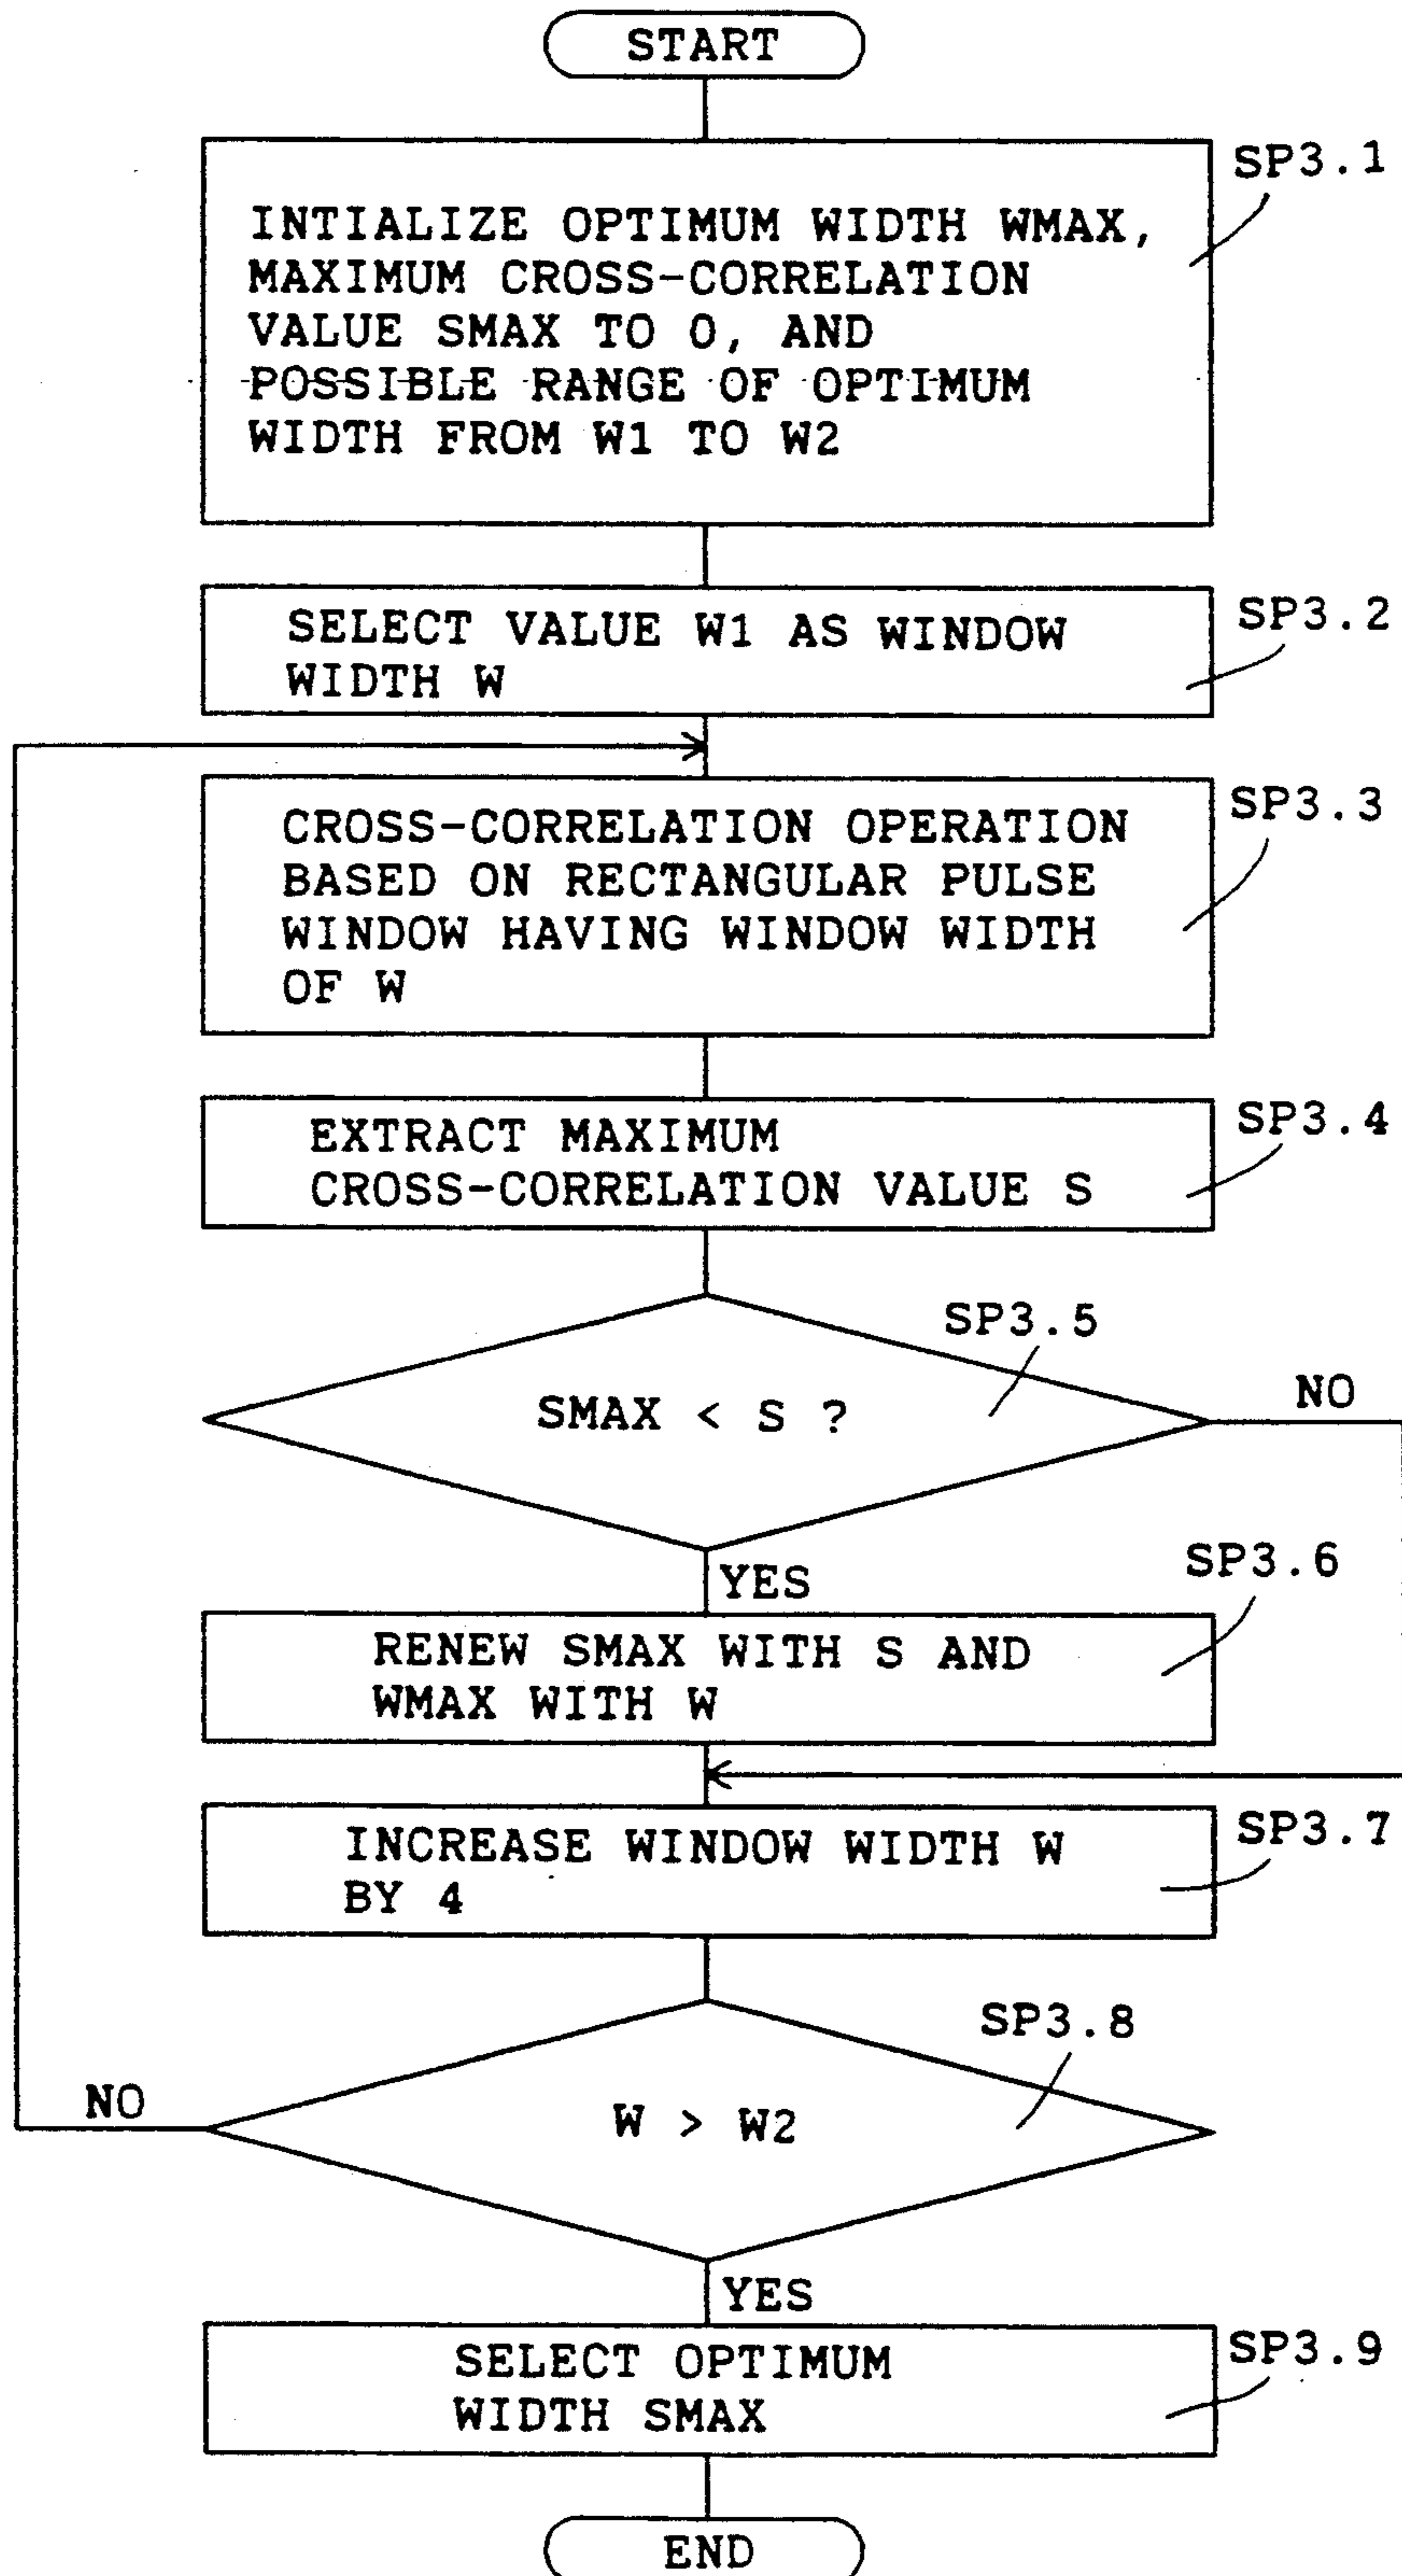 START
SP3.1
INTIALIZE OPTIMUM WIDTH WMAX,
MAXIMUM CROSS-CORRELATION
VALUE SMAX TO 0, AND
POSSIBLE RANGE OF OPTIMUM
WIDTH FROM W1 TO W2
SP3.2
SELECT VALUE W1 AS WINDOW
WIDTH W
SP3.3
CROSS-CORRELATION OPERATION
BASED ON RECTANGULAR PULSE
WINDOW HAVING WINDOW WIDTH
OF W
SP3.4
EXTRACT MAXIMUM
CROSS-CORRELATION VALUE S
SP3.5
SMAX < S ?
NO
YES
SP3.6
RENEW SMAX WITH S AND
WMAX WITH W
SP3.7
INCREASE WINDOW WIDTH W
BY 4
SP3.8
W > W2
NO
YES
SP3.9
SELECT OPTIMUM
WIDTH SMAX
END